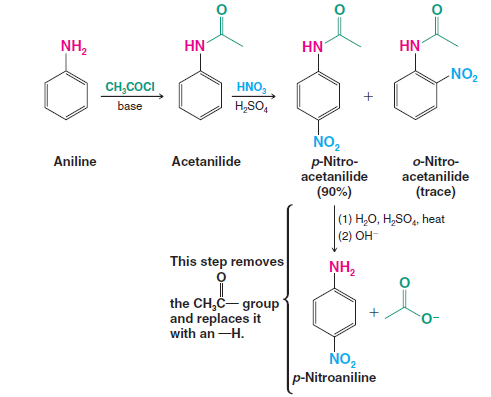 O O O
NH₂ HN HN HN
NO₂
CH₃COCl HNO₃
base H₂SO₄ +
NO₂
Aniline Acetanilide p-Nitro- o-Nitro-
acetanilide acetanilide
(90%) (trace)
(1) H₂O, H₂SO₄, heat
(2) OH⁻
This step removes NH₂
O O
the CH₃C— group
and replaces it + O⁻
with an —H.
NO₂
p-Nitroaniline